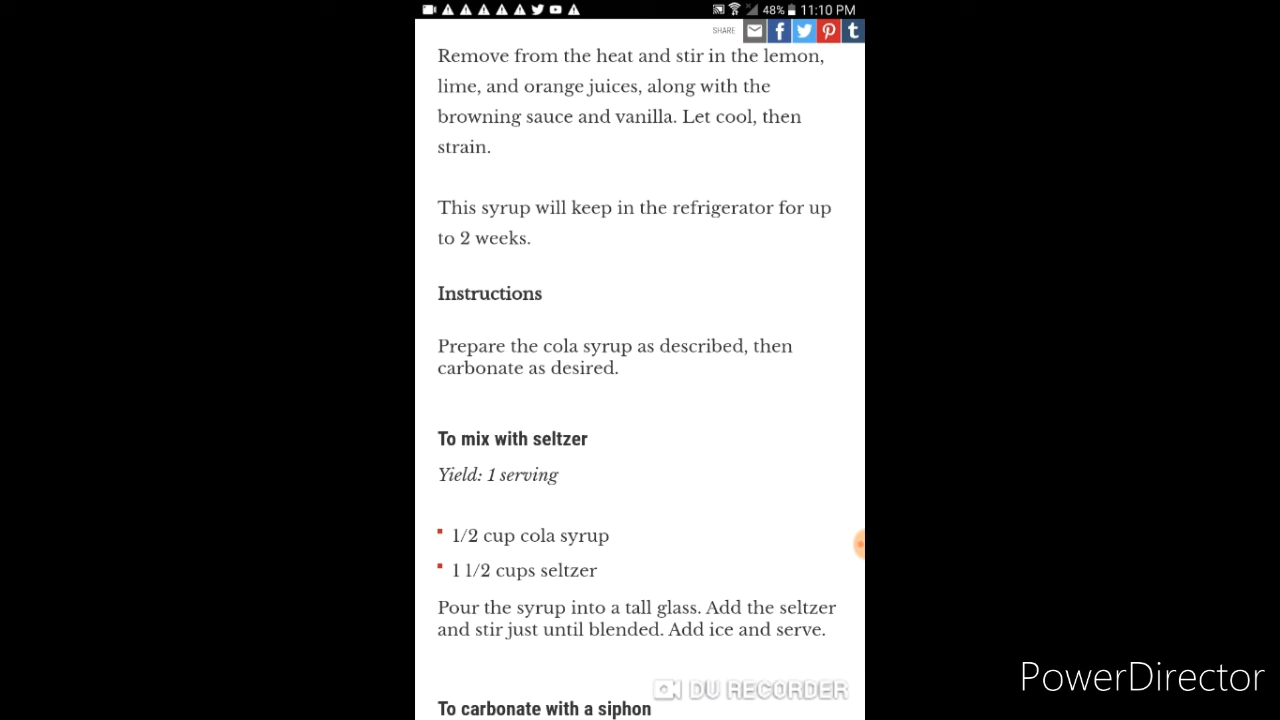 48% 11:10 PM
SHARE
Remove from the heat and stir in the lemon,
lime, and orange juices, along with the
browning sauce and vanilla. Let cool, then
strain.
This syrup will keep in the refrigerator for up
to 2 weeks.
Instructions
Prepare the cola syrup as described, then
carbonate as desired.
To mix with seltzer
Yield: 1 serving
1/2 cup cola syrup
1 1/2 cups seltzer
Pour the syrup into a tall glass. Add the seltzer
and stir just until blended. Add ice and serve.
DU RECORDER
PowerDirector
To carbonate with a siphon